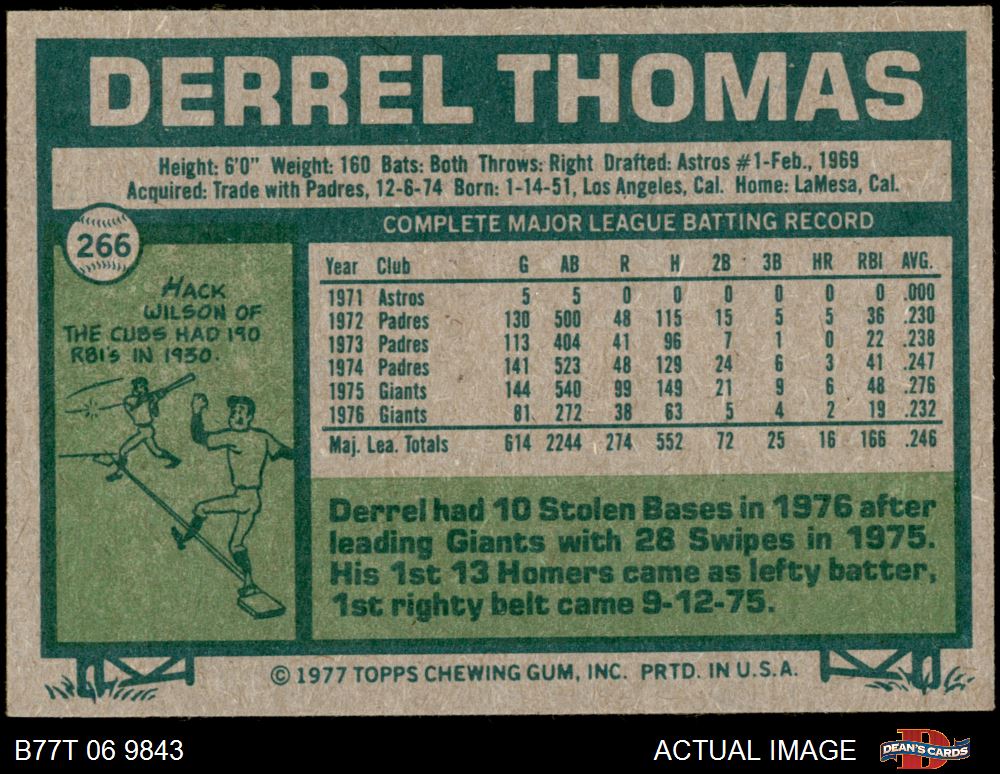 DERREL THOMAS
Height: 6'0" Weight: 160 Bats: Both Throws: Right Drafted: Astros #1-Feb., 1969
Acquired: Trade with Padres, 12-6-74 Born: 1-14-51, Los Angeles, Cal. Home: LaMesa, Cal.
266
HACK
WILSON OF
THE CUBS HAD 190
RBI'S IN 1930.
COMPLETE MAJOR LEAGUE BATTING RECORD
Year Club G AB R H 2B 3B HR RBI AVG.
1971 Astros 5 5 0 0 0 0 0 0 .000
1972 Padres 130 500 48 115 15 5 5 36 .230
1973 Padres 113 404 41 96 7 1 0 22 .238
1974 Padres 141 523 48 129 24 6 3 41 .247
1975 Giants 144 540 99 149 21 9 6 48 .276
1976 Giants 81 272 38 63 5 4 2 19 .232
Maj. Lea. Totals 614 2244 274 552 72 25 16 166 .246
Derrel had 10 Stolen Bases in 1976 after
leading Giants with 28 Swipes in 1975.
His 1st 13 Homers came as lefty batter,
1st righty belt came 9-12-75.
© 1977 TOPPS CHEWING GUM, INC. PRTD. IN U.S.A.
B77T 06 9843
ACTUAL IMAGE
DEAN'S CARDS